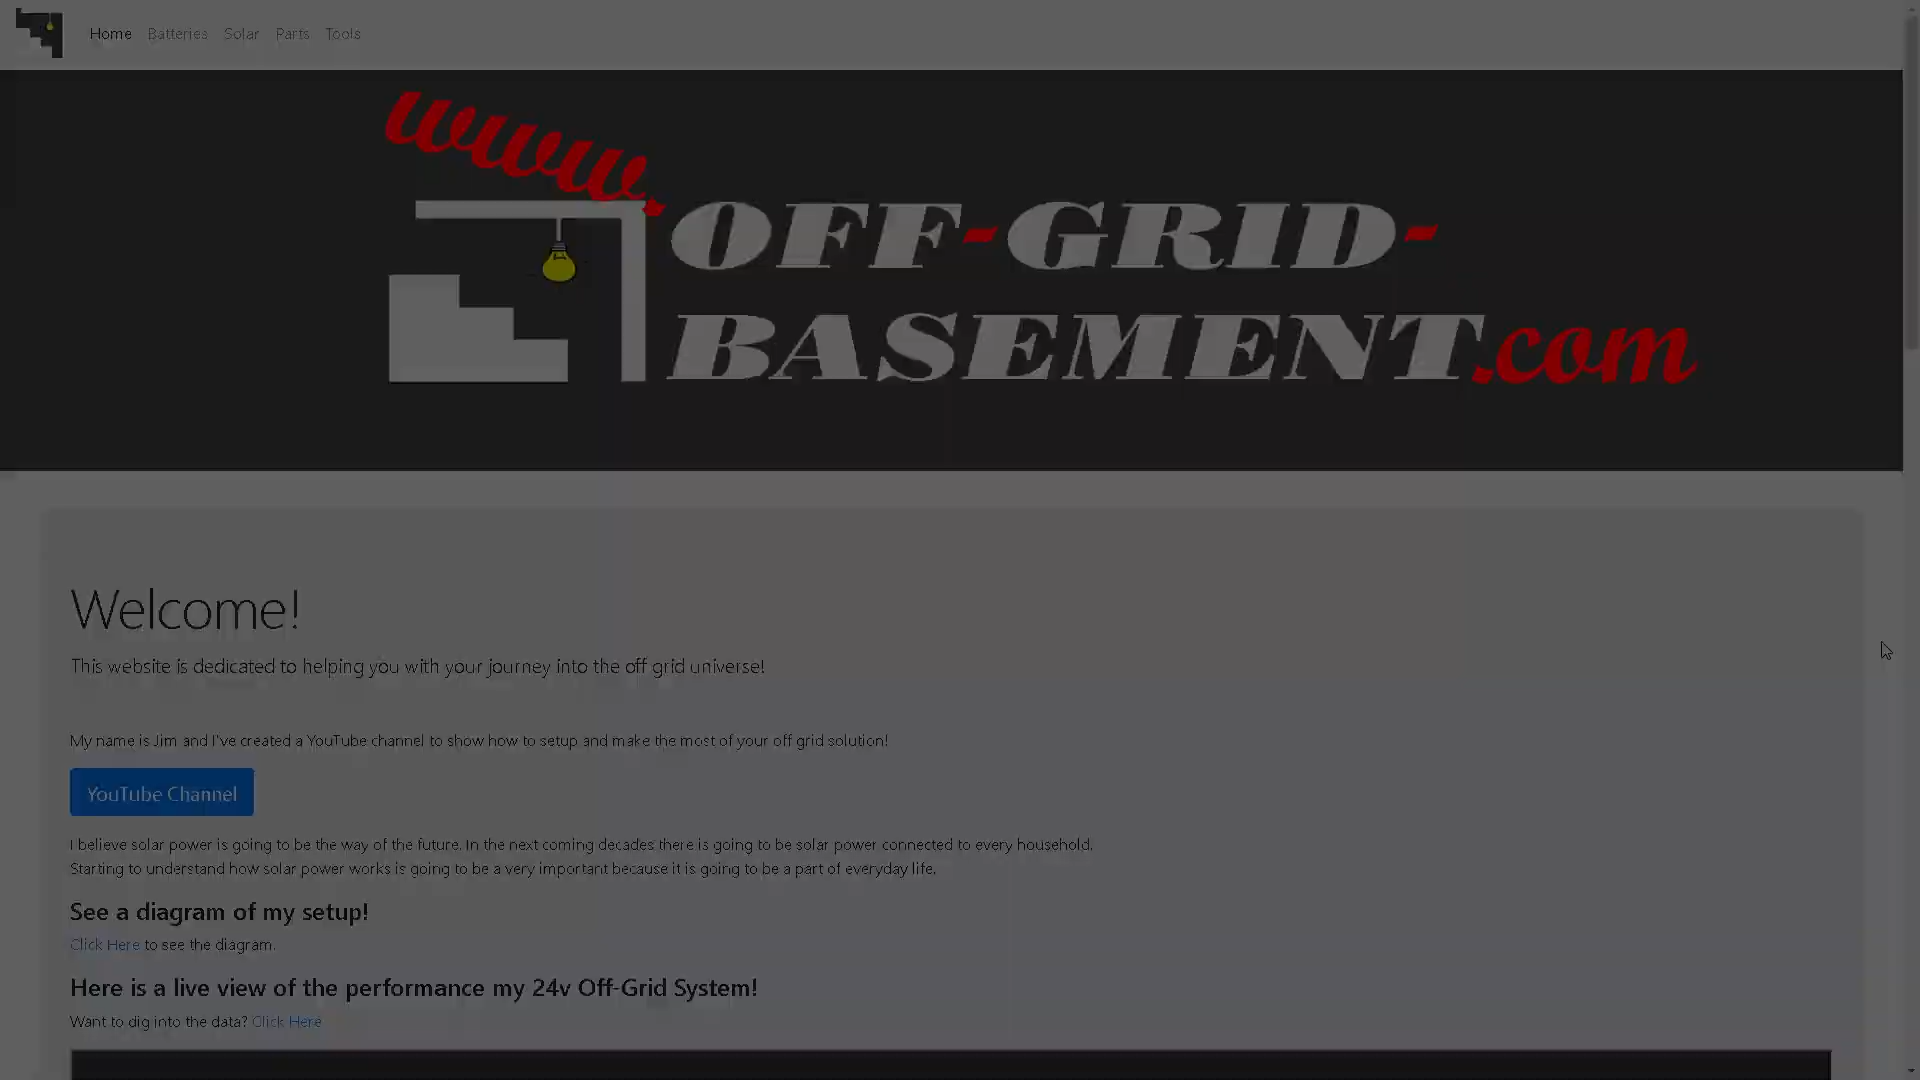 Home Batteries Solar Parts Tools
www.
OFF-GRID-
BASEMENT.com
Welcome!
This website is dedicated to helping you with your journey into the off grid universe!
My name is Jim and I've created a YouTube channel to show how to setup and make the most of your off grid solution!
YouTube Channel
I believe solar power is going to be the way of the future. In the next coming decades there is going to be solar power connected to every household.
Starting to understand how solar power works is going to be a very important because it is going to be a part of everyday life.
See a diagram of my setup!
Click Here to see the diagram.
Here is a live view of the performance my 24v Off-Grid System!
Want to dig into the data? Click Here